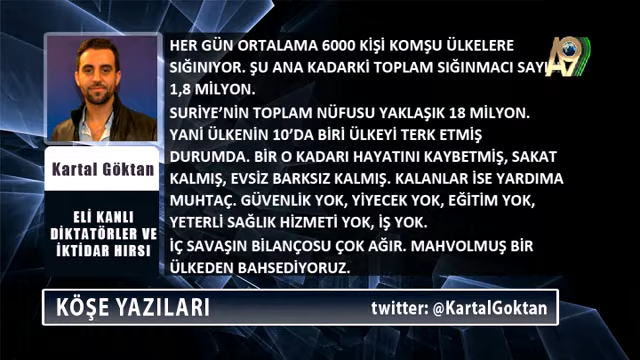 HER GÜN ORTALAMA 6000 KİŞİ KOMŞU ÜLKELERE
SIĞINIYOR. ŞU ANA KADARKİ TOPLAM SIĞINMACI
1,8 MİLYON.
SURİYE'NİN TOPLAM NÜFUSU YAKLAŞIK 18 MİLYON.
YANİ ÜLKENİN 10'DA BİRİ ÜLKEYİ TERK ETMİŞ
DURUMDA. BİR O KADARI HAYATINI KAYBETMİŞ, SAKAT
KALMIŞ, EVSİZ BARKSIZ KALMIŞ. KALANLAR İSE YARDIMA
MUHTAÇ. GÜVENLİK YOK, YİYECEK YOK, EĞİTİM YOK,
YETERLİ SAĞLIK HİZMETİ YOK, İŞ YOK.
İÇ SAVAŞIN BİLANÇOSU ÇOK AĞIR. MAHVOLMUŞ BİR
ÜLKEDEN BAHSEDİYORUZ.
A9
Kartal Göktan
ELİ KANLI
DİKTATÖRLER VE
İKTİDAR HIRSI
KÖŞE YAZILARI
twitter: @KartalGoktan